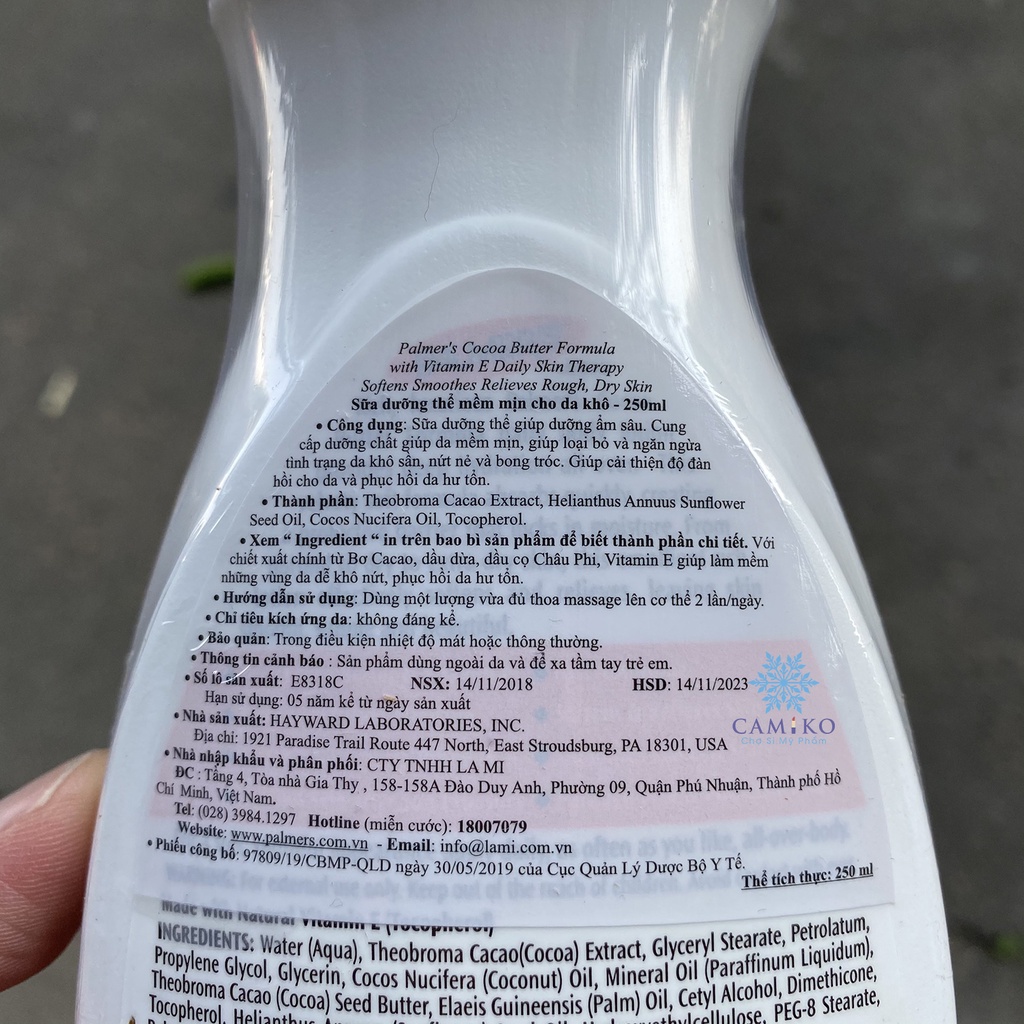 Palmer's Cocoa Butter Formula
with Vitamin E Daily Skin Therapy
Softens Smoothes Relieves Rough, Dry Skin
Sữa dưỡng thể mềm mịn cho da khô - 250ml
• Công dụng: Sữa dưỡng thể giúp dưỡng ẩm sâu. Cung
cấp dưỡng chất giúp da mềm mịn, giúp loại bỏ và ngăn ngừa
tình trạng da khô sần, nứt nẻ và bong tróc. Giúp cải thiện độ đàn
hồi cho da và phục hồi da hư tổn.
• Thành phần: Theobroma Cacao Extract, Helianthus Annuus Sunflower
Seed Oil, Cocos Nucifera Oil, Tocopherol.
• Xem “ Ingredient “ in trên bao bì sản phẩm để biết thành phần chi tiết. Với
chiết xuất chính từ Bơ Cacao, dầu dừa, dầu cọ Châu Phi, Vitamin E giúp làm mềm
những vùng da dễ khô nứt, phục hồi da hư tổn.
• Hướng dẫn sử dụng: Dùng một lượng vừa đủ thoa massage lên cơ thể 2 lần/ngày.
• Chỉ tiêu kích ứng da: không đáng kể.
• Bảo quản: Trong điều kiện nhiệt độ mát hoặc thông thường.
• Thông tin cảnh báo : Sản phẩm dùng ngoài da và để xa tầm tay trẻ em.
• Số lô sản xuất: E8318C NSX: 14/11/2018 HSD: 14/11/2023
Hạn sử dụng: 05 năm kể từ ngày sản xuất
• Nhà sản xuất: HAYWARD LABORATORIES, INC.
Địa chỉ: 1921 Paradise Trail Route 447 North, East Stroudsburg, PA 18301, USA
CAMIKO
Chợ Sỉ Mỹ Phẩm
• Nhà nhập khẩu và phân phối: CTY TNHH LA MI
ĐC : Tầng 4, Tòa nhà Gia Thy , 158-158A Đào Duy Anh, Phường 09, Quận Phú Nhuận, Thành phố Hồ
Chí Minh, Việt Nam.
Tel: (028) 3984.1297 Hotline (miễn cước): 18007079
Website: www.palmers.com.vn - Email: info@lami.com.vn
• Phiếu công bố: 97809/19/CBMP-QLD ngày 30/05/2019 của Cục Quản Lý Dược Bộ Y Tế.
Thể tích thực: 250 ml
Made with Natural Vitamin E (Tocopherol)
INGREDIENTS: Water (Aqua), Theobroma Cacao(Cocoa) Extract, Glyceryl Stearate, Petrolatum,
Propylene Glycol, Glycerin, Cocos Nucifera (Coconut) Oil, Mineral Oil (Paraffinum Liquidum),
Theobroma Cacao (Cocoa) Seed Butter, Elaeis Guineensis (Palm) Oil, Cetyl Alcohol, Dimethicone,
Tocopherol, Helianthus PEG-8 Stearate,